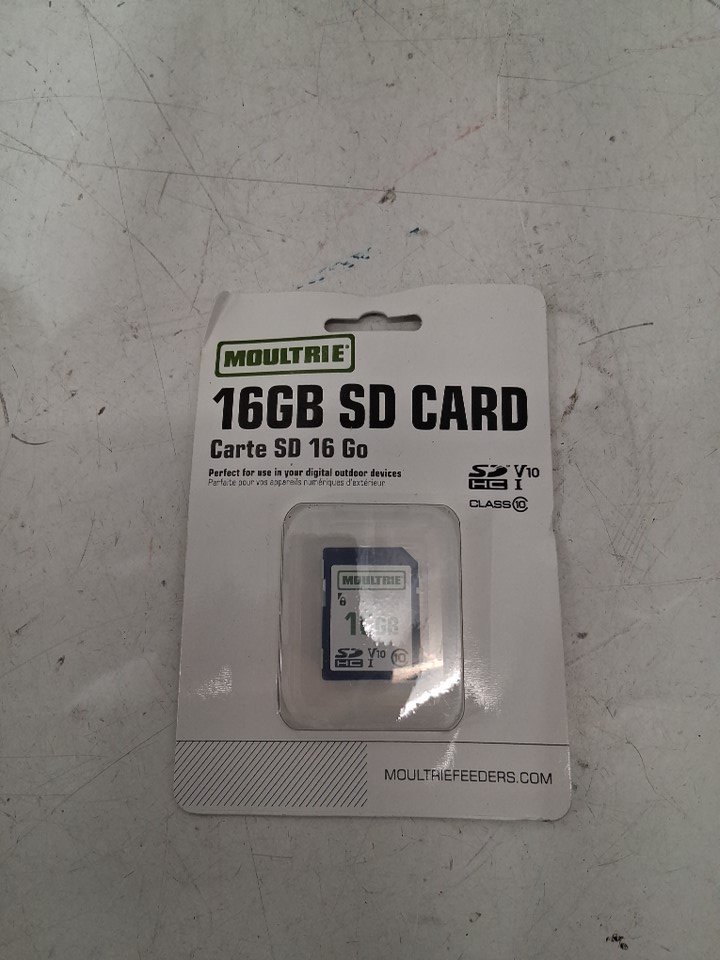 MOULTRIE
16GB SD CARD
Carte SD 16 Go
Perfect for use in your digital outdoor devices
Parfaite pour vos appareils numériques d'extérieur
SD HC V10 I
CLASS 10
MOULTRIE
16GB
SD HC V10 I 10
MOULTRIEFEEDERS.COM